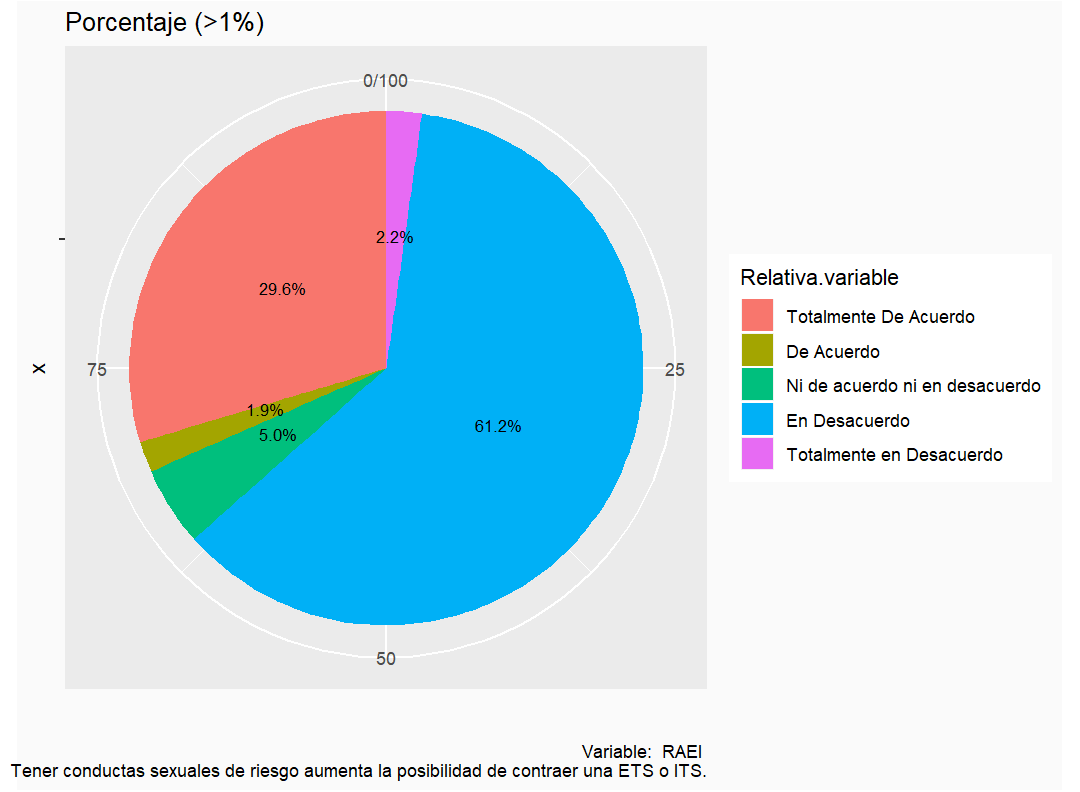 Porcentaje (>1%)
0/100
2.2%
29.6%
Relativa.variable
Totalmente De Acuerdo
De Acuerdo
Ni de acuerdo ni en desacuerdo
En Desacuerdo
Totalmente en Desacuerdo
x
75
25
1.9%
5.0%
61.2%
50
Variable:  RAEI
Tener conductas sexuales de riesgo aumenta la posibilidad de contraer una ETS o ITS.